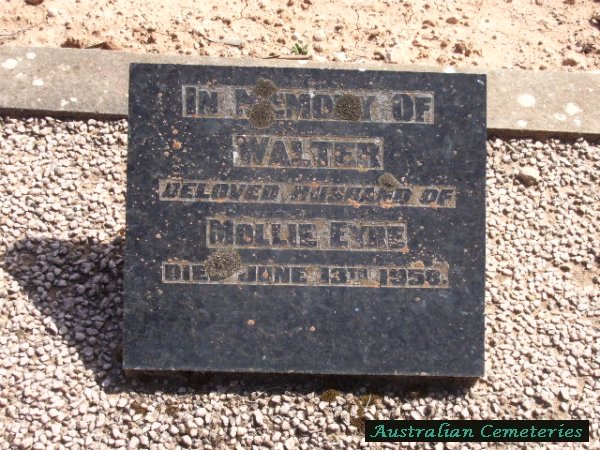 In Memory Of
Walter
Beloved Husband of
Mollie Eyre
Died June 13th 1958.
Australian Cemeteries